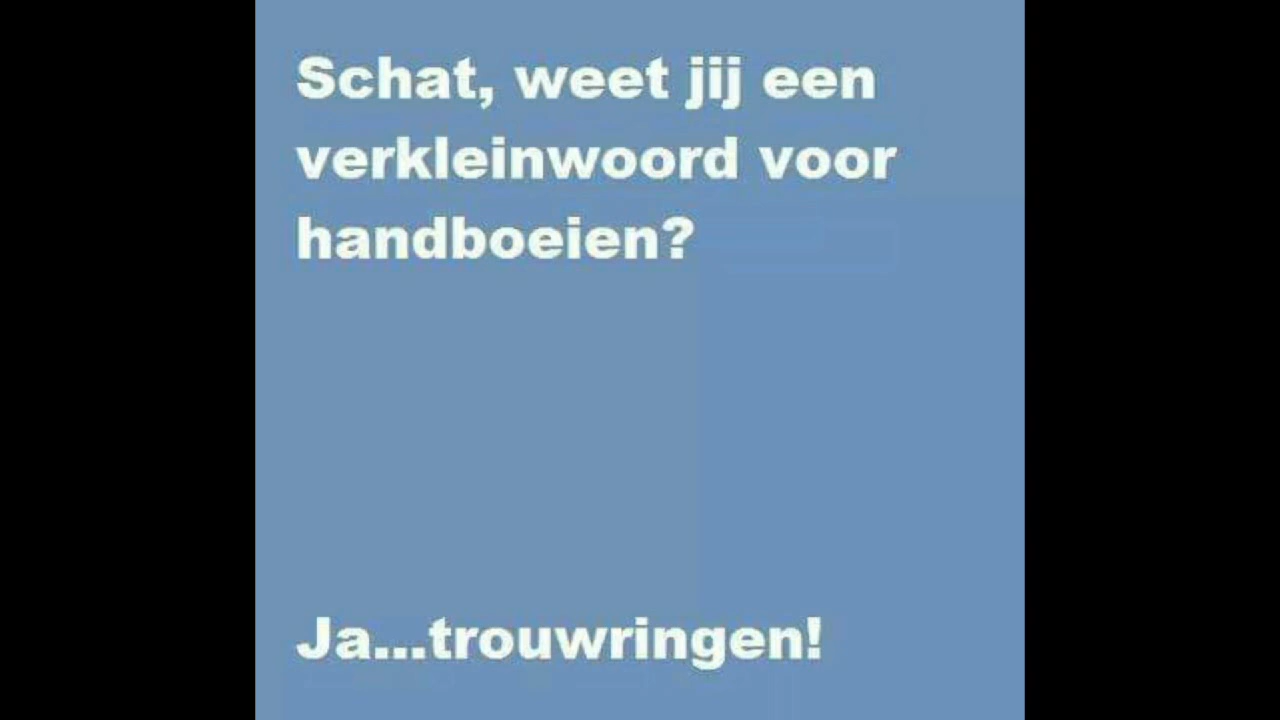 Schat, weet jij een
verkleinwoord voor
handboeien?
Ja...trouwringen!